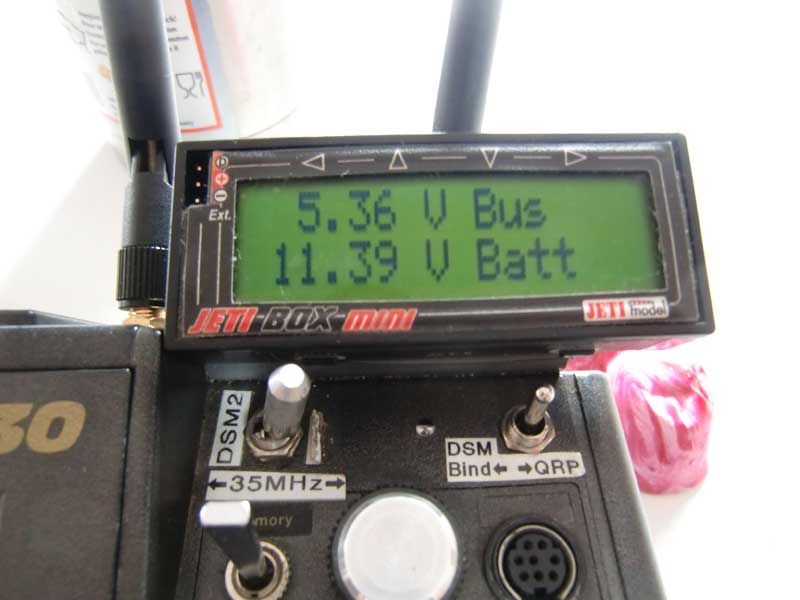 Ext.
5.36 V Bus
11.39 V Batt
JETI BOX MINI
JETI model
30
DSM2
DSM
Bind← →QRP
←35MHz→